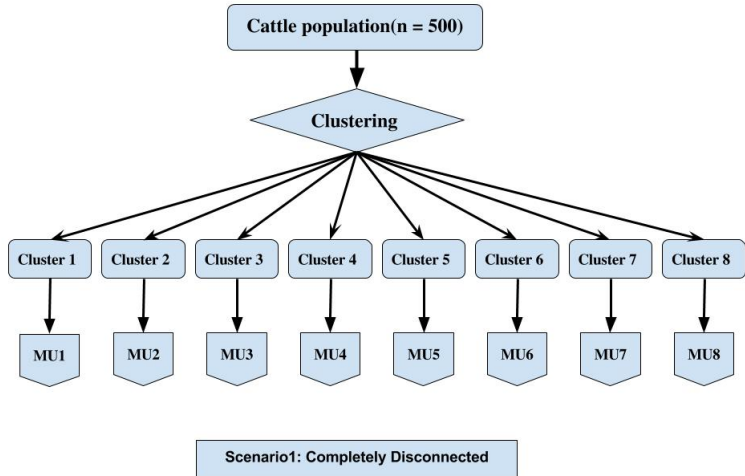 Cattle population(n = 500)
Clustering
Cluster 1
Cluster 2
Cluster 3
Cluster 4
Cluster 5
Cluster 6
Cluster 7
Cluster 8
MU1
MU2
MU3
MU4
MU5
MU6
MU7
MU8
Scenario1: Completely Disconnected